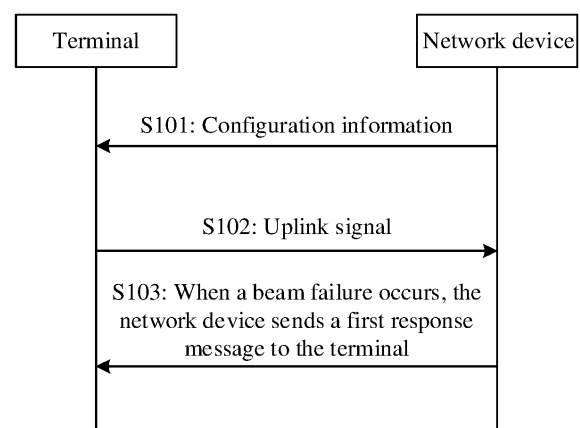 Terminal
Network device
S101: Configuration information
S102: Uplink signal
S103: When a beam failure occurs, the
network device sends a first response
message to the terminal